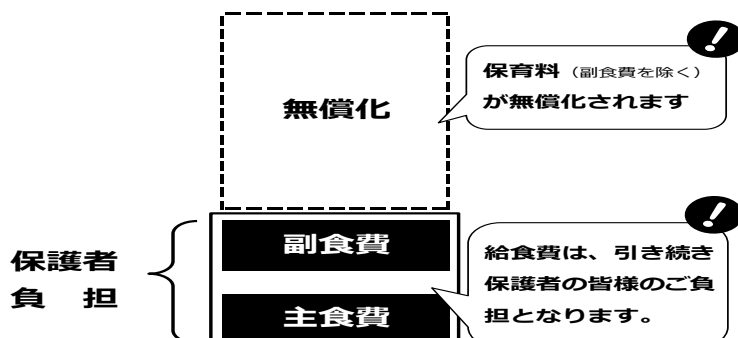 無償化
!
保育料（副食費を除く）
が無償化されます
保護者
負　担
副食費
主食費
!
給食費は、引き続き
保護者の皆様のご負
担となります。